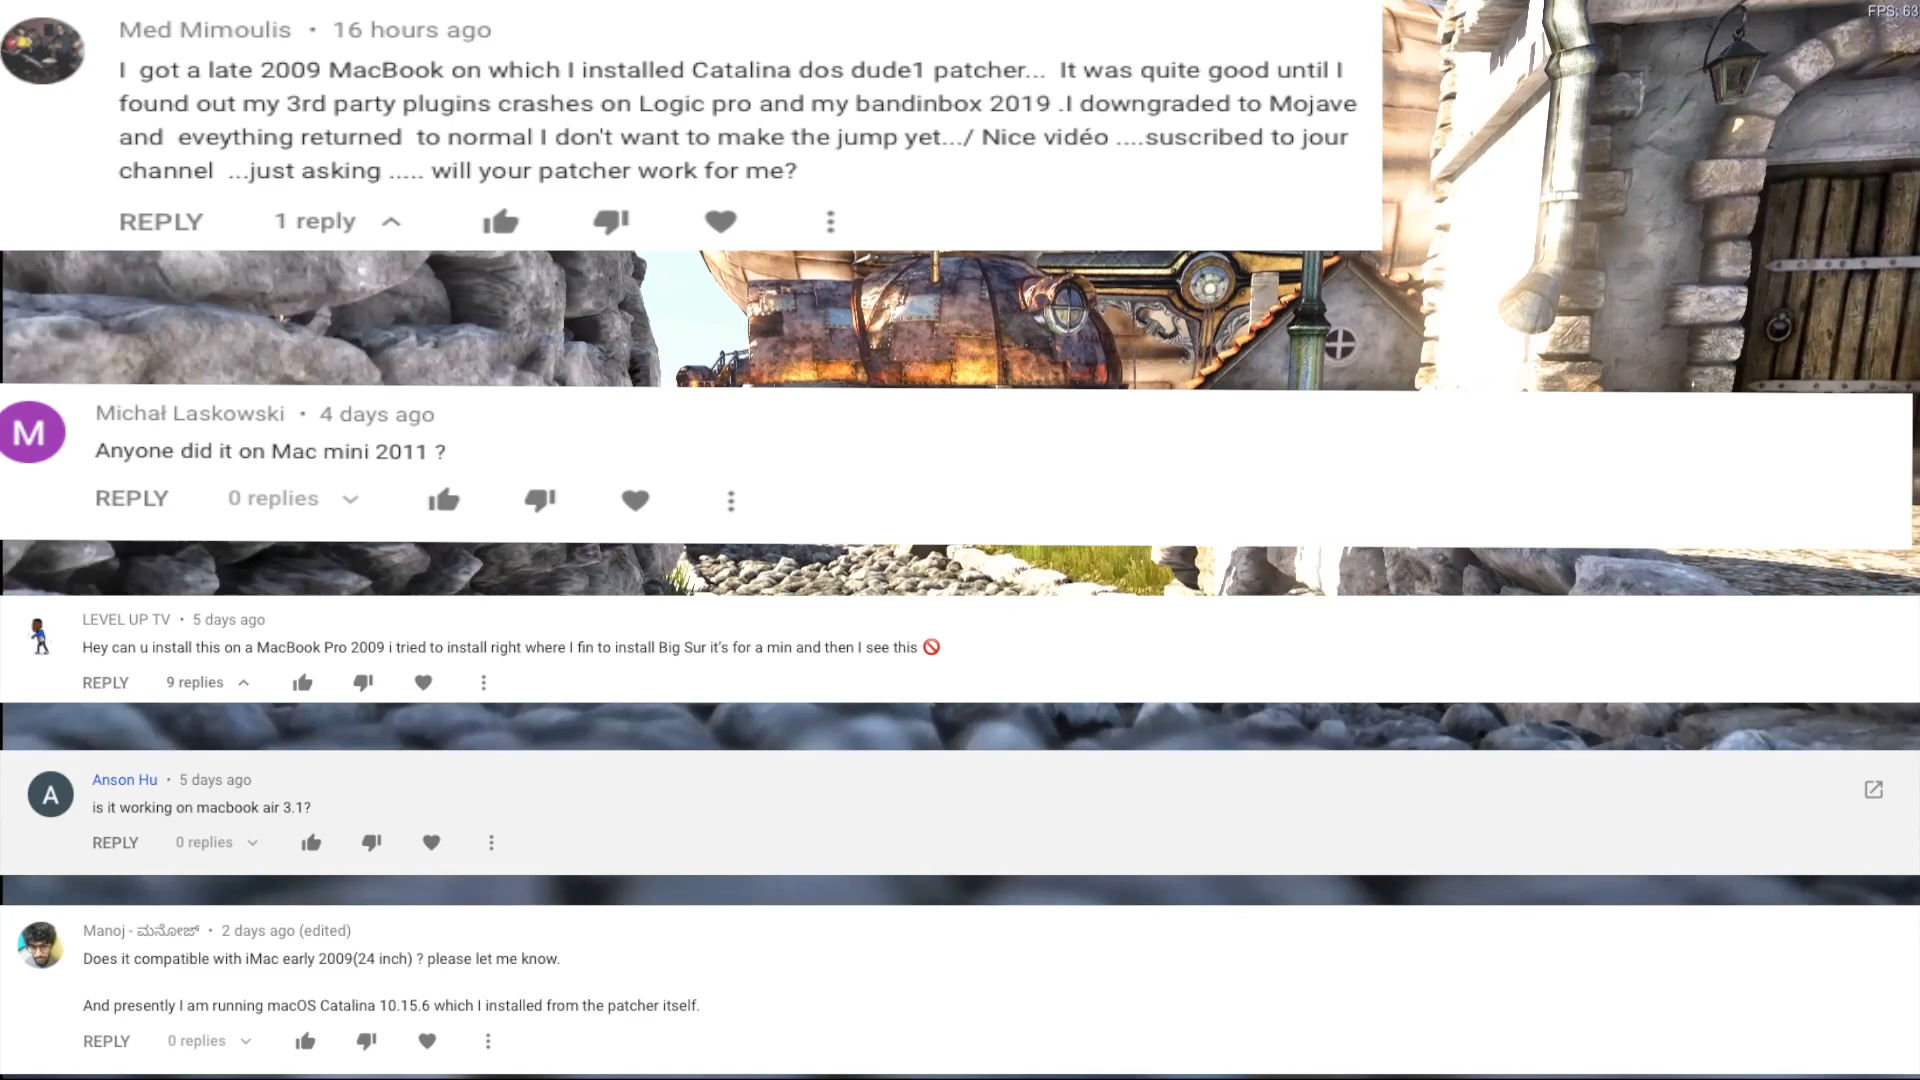 FPS: 63
Med Mimoulis • 16 hours ago
I got a late 2009 MacBook on which I installed Catalina dos dude1 patcher... It was quite good until I
found out my 3rd party plugins crashes on Logic pro and my bandinbox 2019 .I downgraded to Mojave
and eveything returned to normal I don't want to make the jump yet.../ Nice vidéo ....suscribed to jour
channel ...just asking ..... will your patcher work for me?
REPLY 1 reply
M
Michał Laskowski • 4 days ago
Anyone did it on Mac mini 2011 ?
REPLY 0 replies
LEVEL UP TV • 5 days ago
Hey can u install this on a MacBook Pro 2009 i tried to install right where I fin to install Big Sur it's for a min and then I see this 🚫
REPLY 9 replies
A
Anson Hu • 5 days ago
is it working on macbook air 3.1?
REPLY 0 replies
Manoj - ಮನೋಜ್ • 2 days ago (edited)
Does it compatible with iMac early 2009(24 inch) ? please let me know.
And presently I am running macOS Catalina 10.15.6 which I installed from the patcher itself.
REPLY 0 replies